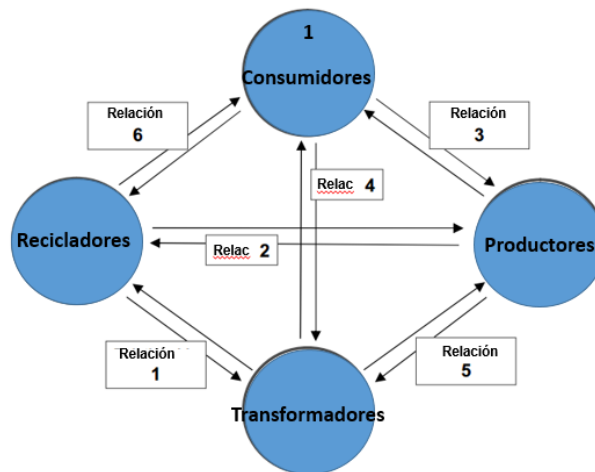 1
Consumidores
Relación
6
Relación
3
Relac 4
Recicladores
Productores
Relac 2
Relación
1
Relación
5
Transformadores